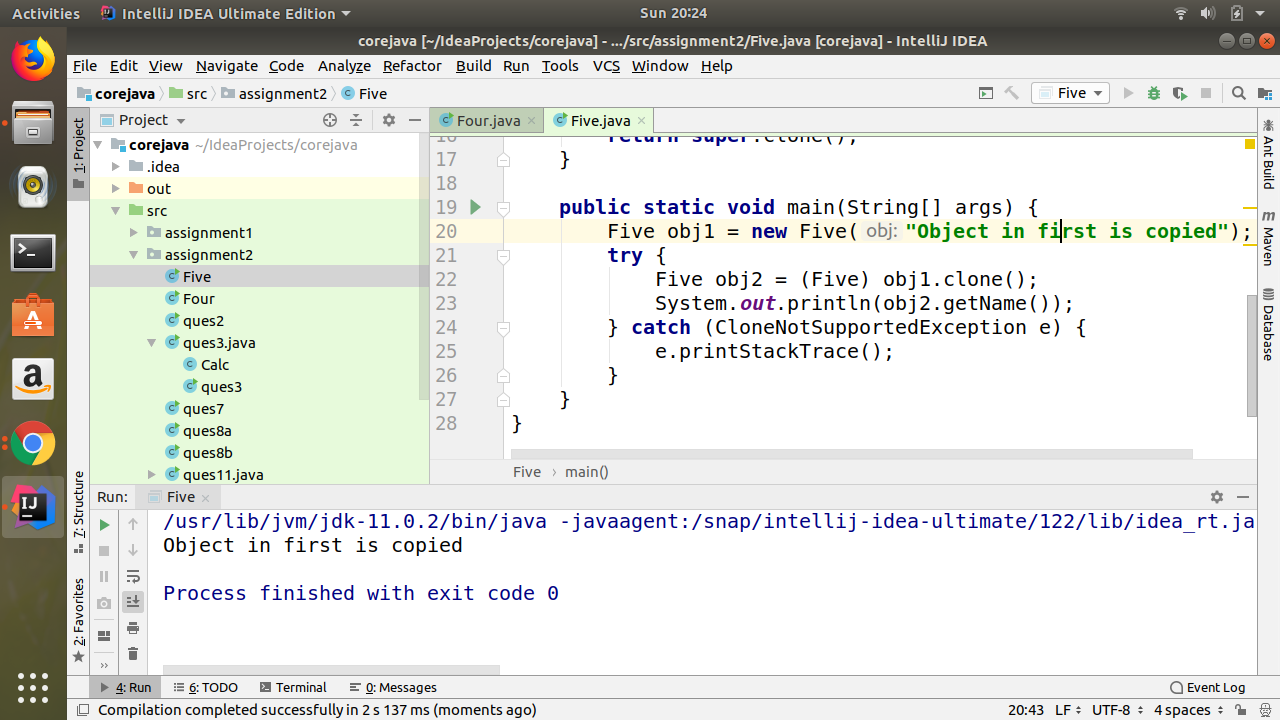 Activities IntelliJ IDEA Ultimate Edition Sun 20:24
corejava [~/IdeaProjects/corejava] - .../src/assignment2/Five.java [corejava] - IntelliJ IDEA
File Edit View Navigate Code Analyze Refactor Build Run Tools VCS Window Help
corejava src assignment2 Five Five
1: Project
Project
corejava ~/IdeaProjects/corejava
.idea
out
src
assignment1
assignment2
Five
Four
ques2
ques3.java
Calc
ques3
ques7
ques8a
ques8b
ques11.java
Four.java Five.java
16 return super.clone();
17 }
18
19 public static void main(String[] args) {
20 Five obj1 = new Five( obj: "Object in first is copied");
21 try {
22 Five obj2 = (Five) obj1.clone();
23 System.out.println(obj2.getName());
24 } catch (CloneNotSupportedException e) {
25 e.printStackTrace();
26 }
27 }
28 }
Five › main()
Ant Build
Maven
Database
7: Structure
2: Favorites
Run: Five
/usr/lib/jvm/jdk-11.0.2/bin/java -javaagent:/snap/intellij-idea-ultimate/122/lib/idea_rt.ja
Object in first is copied
Process finished with exit code 0
4: Run 6: TODO Terminal 0: Messages Event Log
Compilation completed successfully in 2 s 137 ms (moments ago) 20:43 LF UTF-8 4 spaces